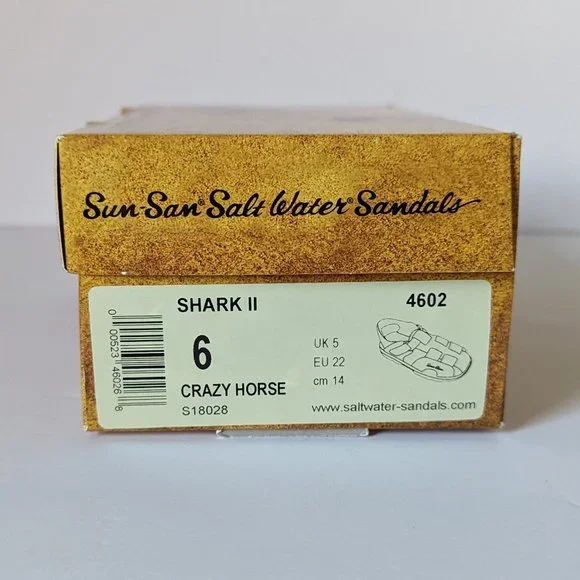 Sun-San® Salt Water® Sandals
SHARK II
4602
6
UK 5
EU 22
cm 14
CRAZY HORSE
S18028
www.saltwater-sandals.com
0 00523 46026 8